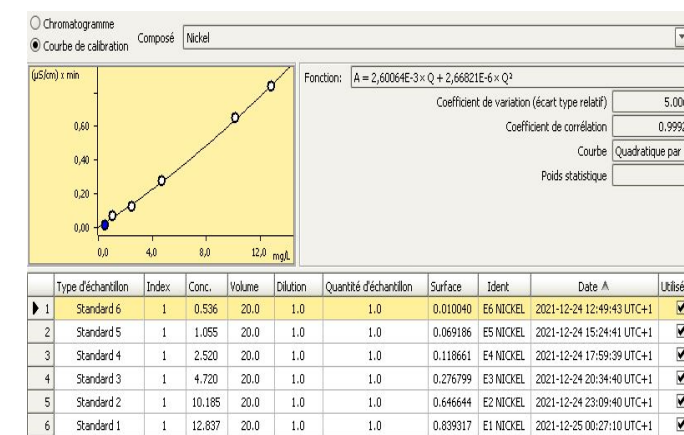 Chromatogramme
Courbe de calibration
Composé Nickel
(µS/cm) x min
0,60
0,40
0,20
0,00
0,0 4,0 8,0 12,0 mg/L
Fonction: A = 2,60064E-3 × Q + 2,66821E-6 × Q²
Coefficient de variation (écart type relatif)
Coefficient de corrélation 0.9992
Courbe Quadratique par
Poids statistique
Type d'échantillon Index Conc. Volume Dilution Quantité d'échantillon Surface Ident Date Utilisé
1 Standard 6 1 0.536 20.0 1.0 1.0 0.010040 E6 NICKEL 2021-12-24 12:49:43 UTC+1
2 Standard 5 1 1.055 20.0 1.0 1.0 0.069186 E5 NICKEL 2021-12-24 15:24:41 UTC+1
3 Standard 4 1 2.520 20.0 1.0 1.0 0.118661 E4 NICKEL 2021-12-24 17:59:39 UTC+1
4 Standard 3 1 4.720 20.0 1.0 1.0 0.276799 E3 NICKEL 2021-12-24 20:34:40 UTC+1
5 Standard 2 1 10.185 20.0 1.0 1.0 0.646644 E2 NICKEL 2021-12-24 23:09:40 UTC+1
6 Standard 1 1 12.837 20.0 1.0 1.0 0.839317 E1 NICKEL 2021-12-25 00:27:10 UTC+1